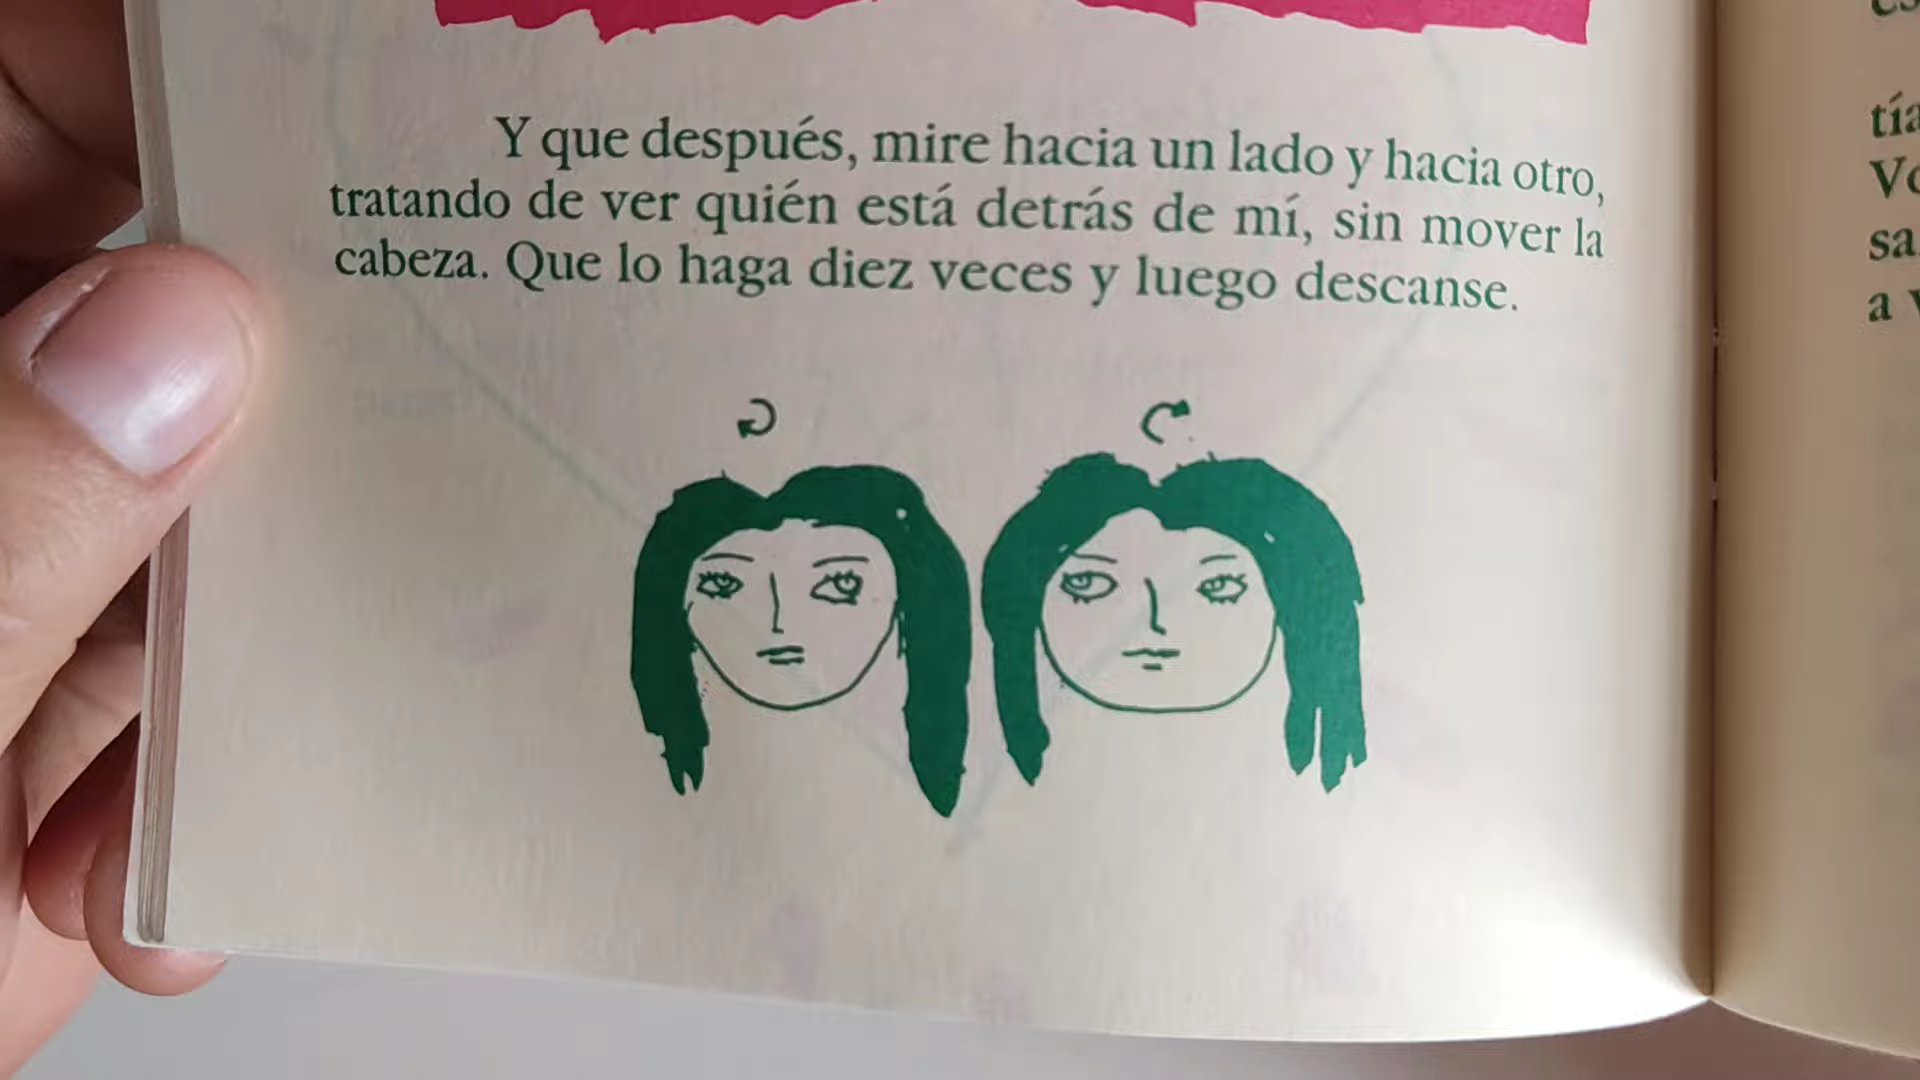 Y que después, mire hacia un lado y hacia otro,
tratando de ver quién está detrás de mí, sin mover la
cabeza. Que lo haga diez veces y luego descanse.